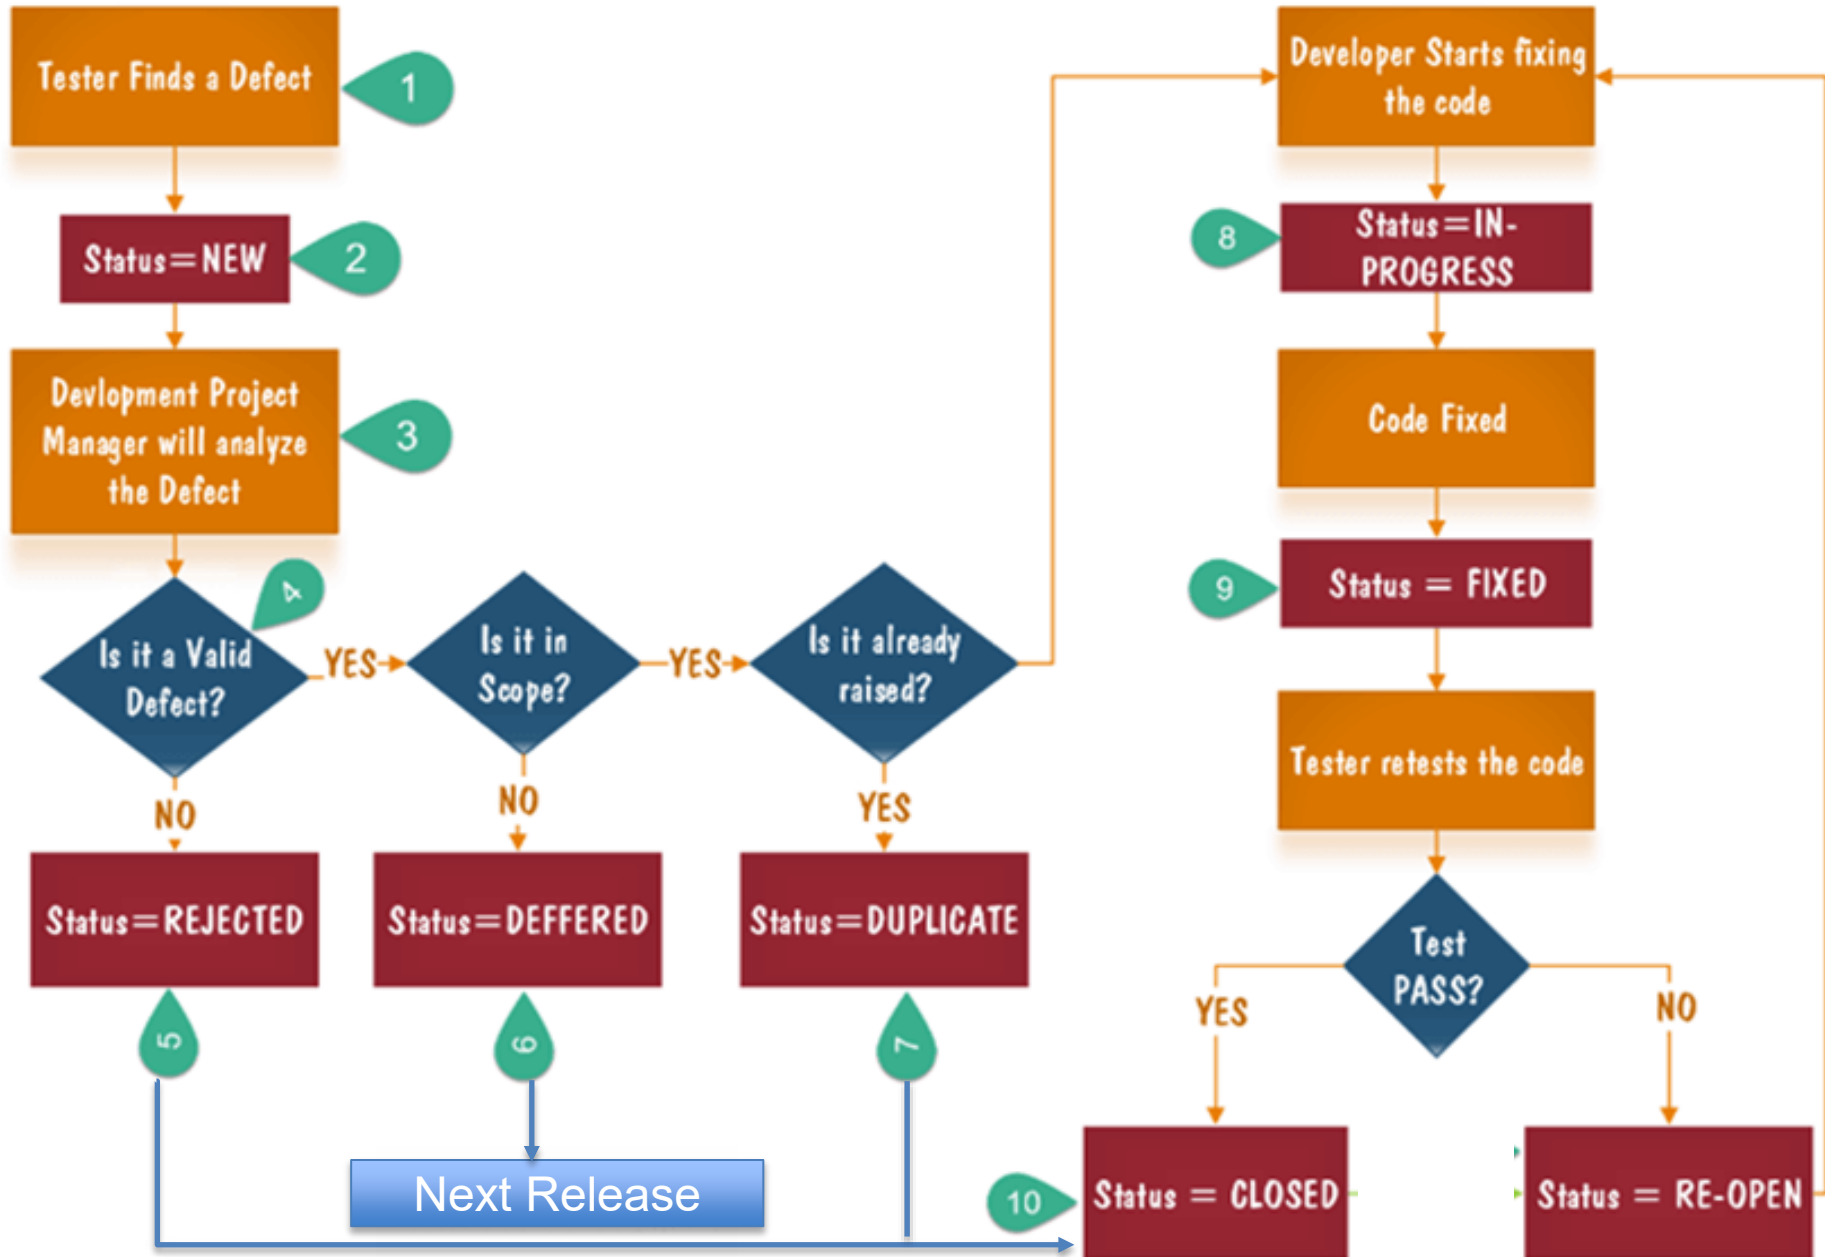 Tester Finds a Defect
1
Status=NEW
2
Devlopment Project
Manager will analyze
the Defect
3
Is it a Valid
Defect?
4
YES
Is it in
Scope?
YES
Is it already
raised?
NO
NO
YES
Status=REJECTED
Status=DEFFERED
Status=DUPLICATE
5
6
7
Next Release
Developer Starts fixing
the code
8
Status=IN-
PROGRESS
Code Fixed
9
Status = FIXED
Tester retests the code
Test
PASS?
YES
NO
10
Status = CLOSED
Status = RE-OPEN